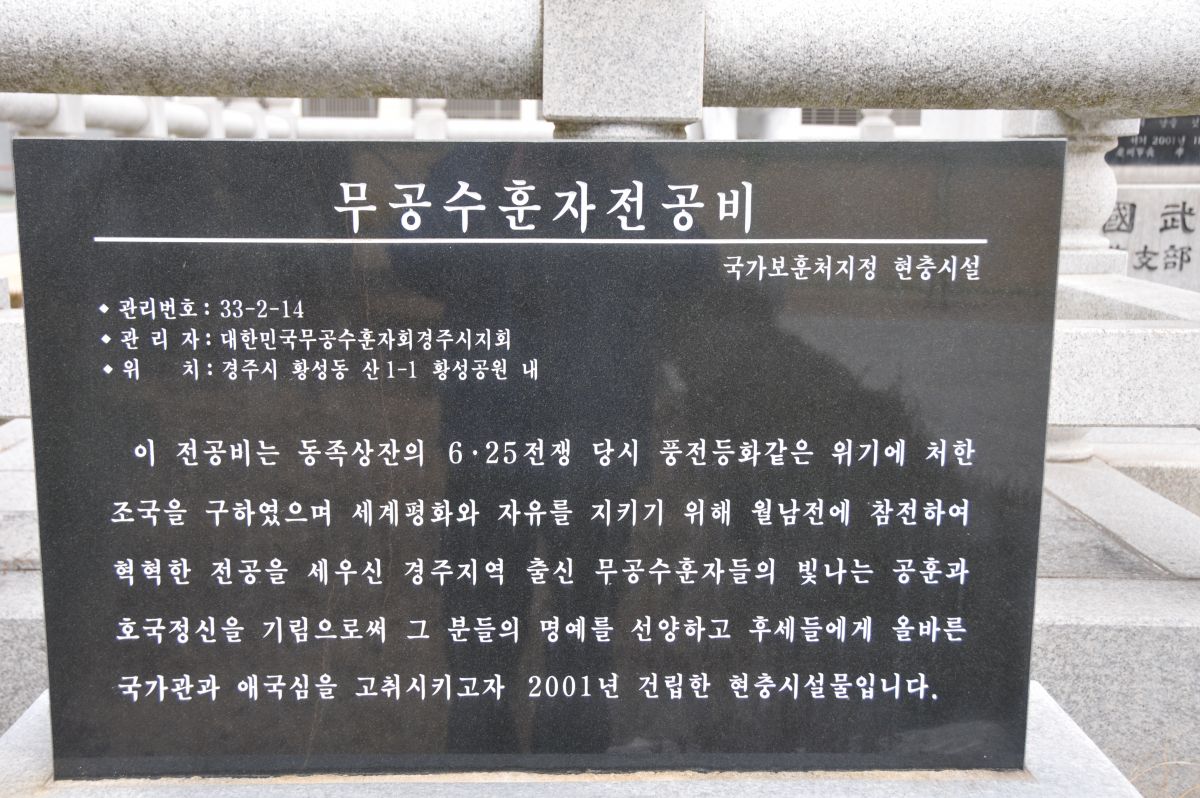 무공수훈자전공비
국가보훈처지정 현충시설
◆ 관리번호 : 33-2-14
◆ 관 리 자 : 대한민국무공수훈자회경주시지회
◆ 위 치 : 경주시 황성동 산1-1 황성공원 내
이 전공비는 동족상잔의 6·25전쟁 당시 풍전등화같은 위기에 처한
조국을 구하였으며 세계평화와 자유를 지키기 위해 월남전에 참전하여
혁혁한 전공을 세우신 경주지역 출신 무공수훈자들의 빛나는 공훈과
호국정신을 기림으로써 그 분들의 명예를 선양하고 후세들에게 올바른
국가관과 애국심을 고취시키고자 2001년 건립한 현충시설물입니다.
2001년
國 武
支部